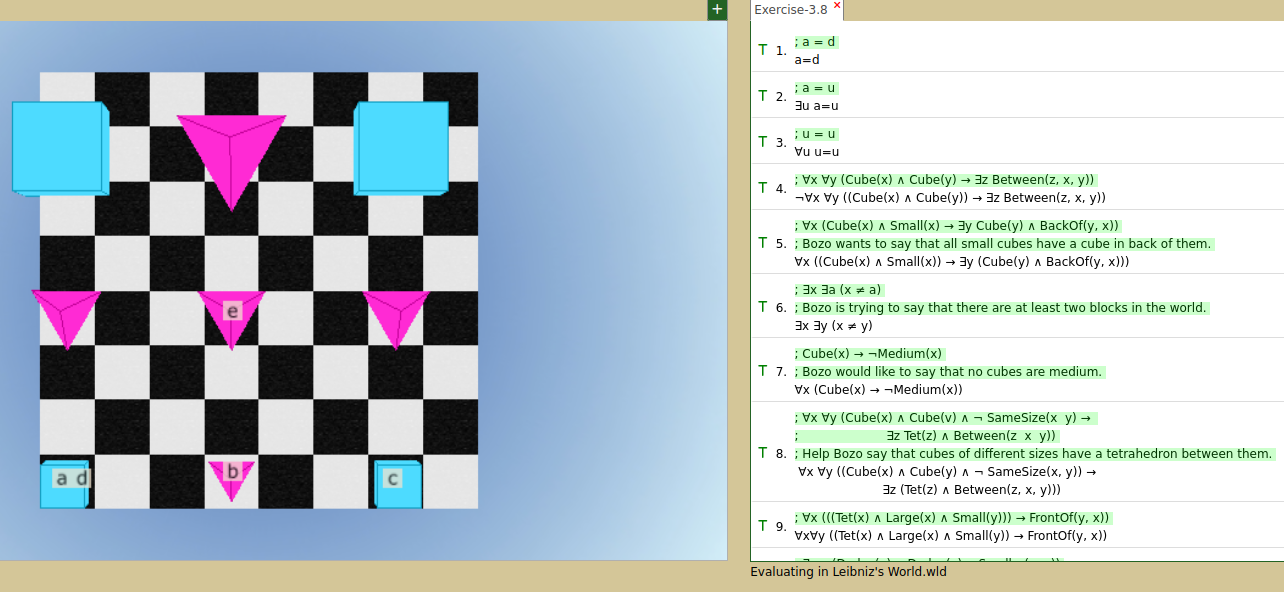 +
Exercise-3.8 ×
T 1. ; a = d
a=d
T 2. ; a = u
∃u a=u
T 3. ; u = u
∀u u=u
T 4. ; ∀x ∀y (Cube(x) ∧ Cube(y) → ∃z Between(z, x, y))
¬∀x ∀y ((Cube(x) ∧ Cube(y)) → ∃z Between(z, x, y))
T 5. ; ∀x (Cube(x) ∧ Small(x) → ∃y Cube(y) ∧ BackOf(y, x))
; Bozo wants to say that all small cubes have a cube in back of them.
∀x ((Cube(x) ∧ Small(x)) → ∃y (Cube(y) ∧ BackOf(y, x)))
T 6. ; ∃x ∃a (x ≠ a)
; Bozo is trying to say that there are at least two blocks in the world.
∃x ∃y (x ≠ y)
T 7. ; Cube(x) → ¬Medium(x)
; Bozo would like to say that no cubes are medium.
∀x (Cube(x) → ¬Medium(x))
T 8. ; ∀x ∀y (Cube(x) ∧ Cube(v) ∧ ¬ SameSize(x y) →
; ∃z Tet(z) ∧ Between(z x y))
; Help Bozo say that cubes of different sizes have a tetrahedron between them.
∀x ∀y ((Cube(x) ∧ Cube(y) ∧ ¬ SameSize(x, y)) →
∃z (Tet(z) ∧ Between(z, x, y)))
T 9. ; ∀x (((Tet(x) ∧ Large(x) ∧ Small(y))) → FrontOf(y, x))
∀x∀y ((Tet(x) ∧ Large(x) ∧ Small(y)) → FrontOf(y, x))
Evaluating in Leibniz's World.wld
e
a d
b
c